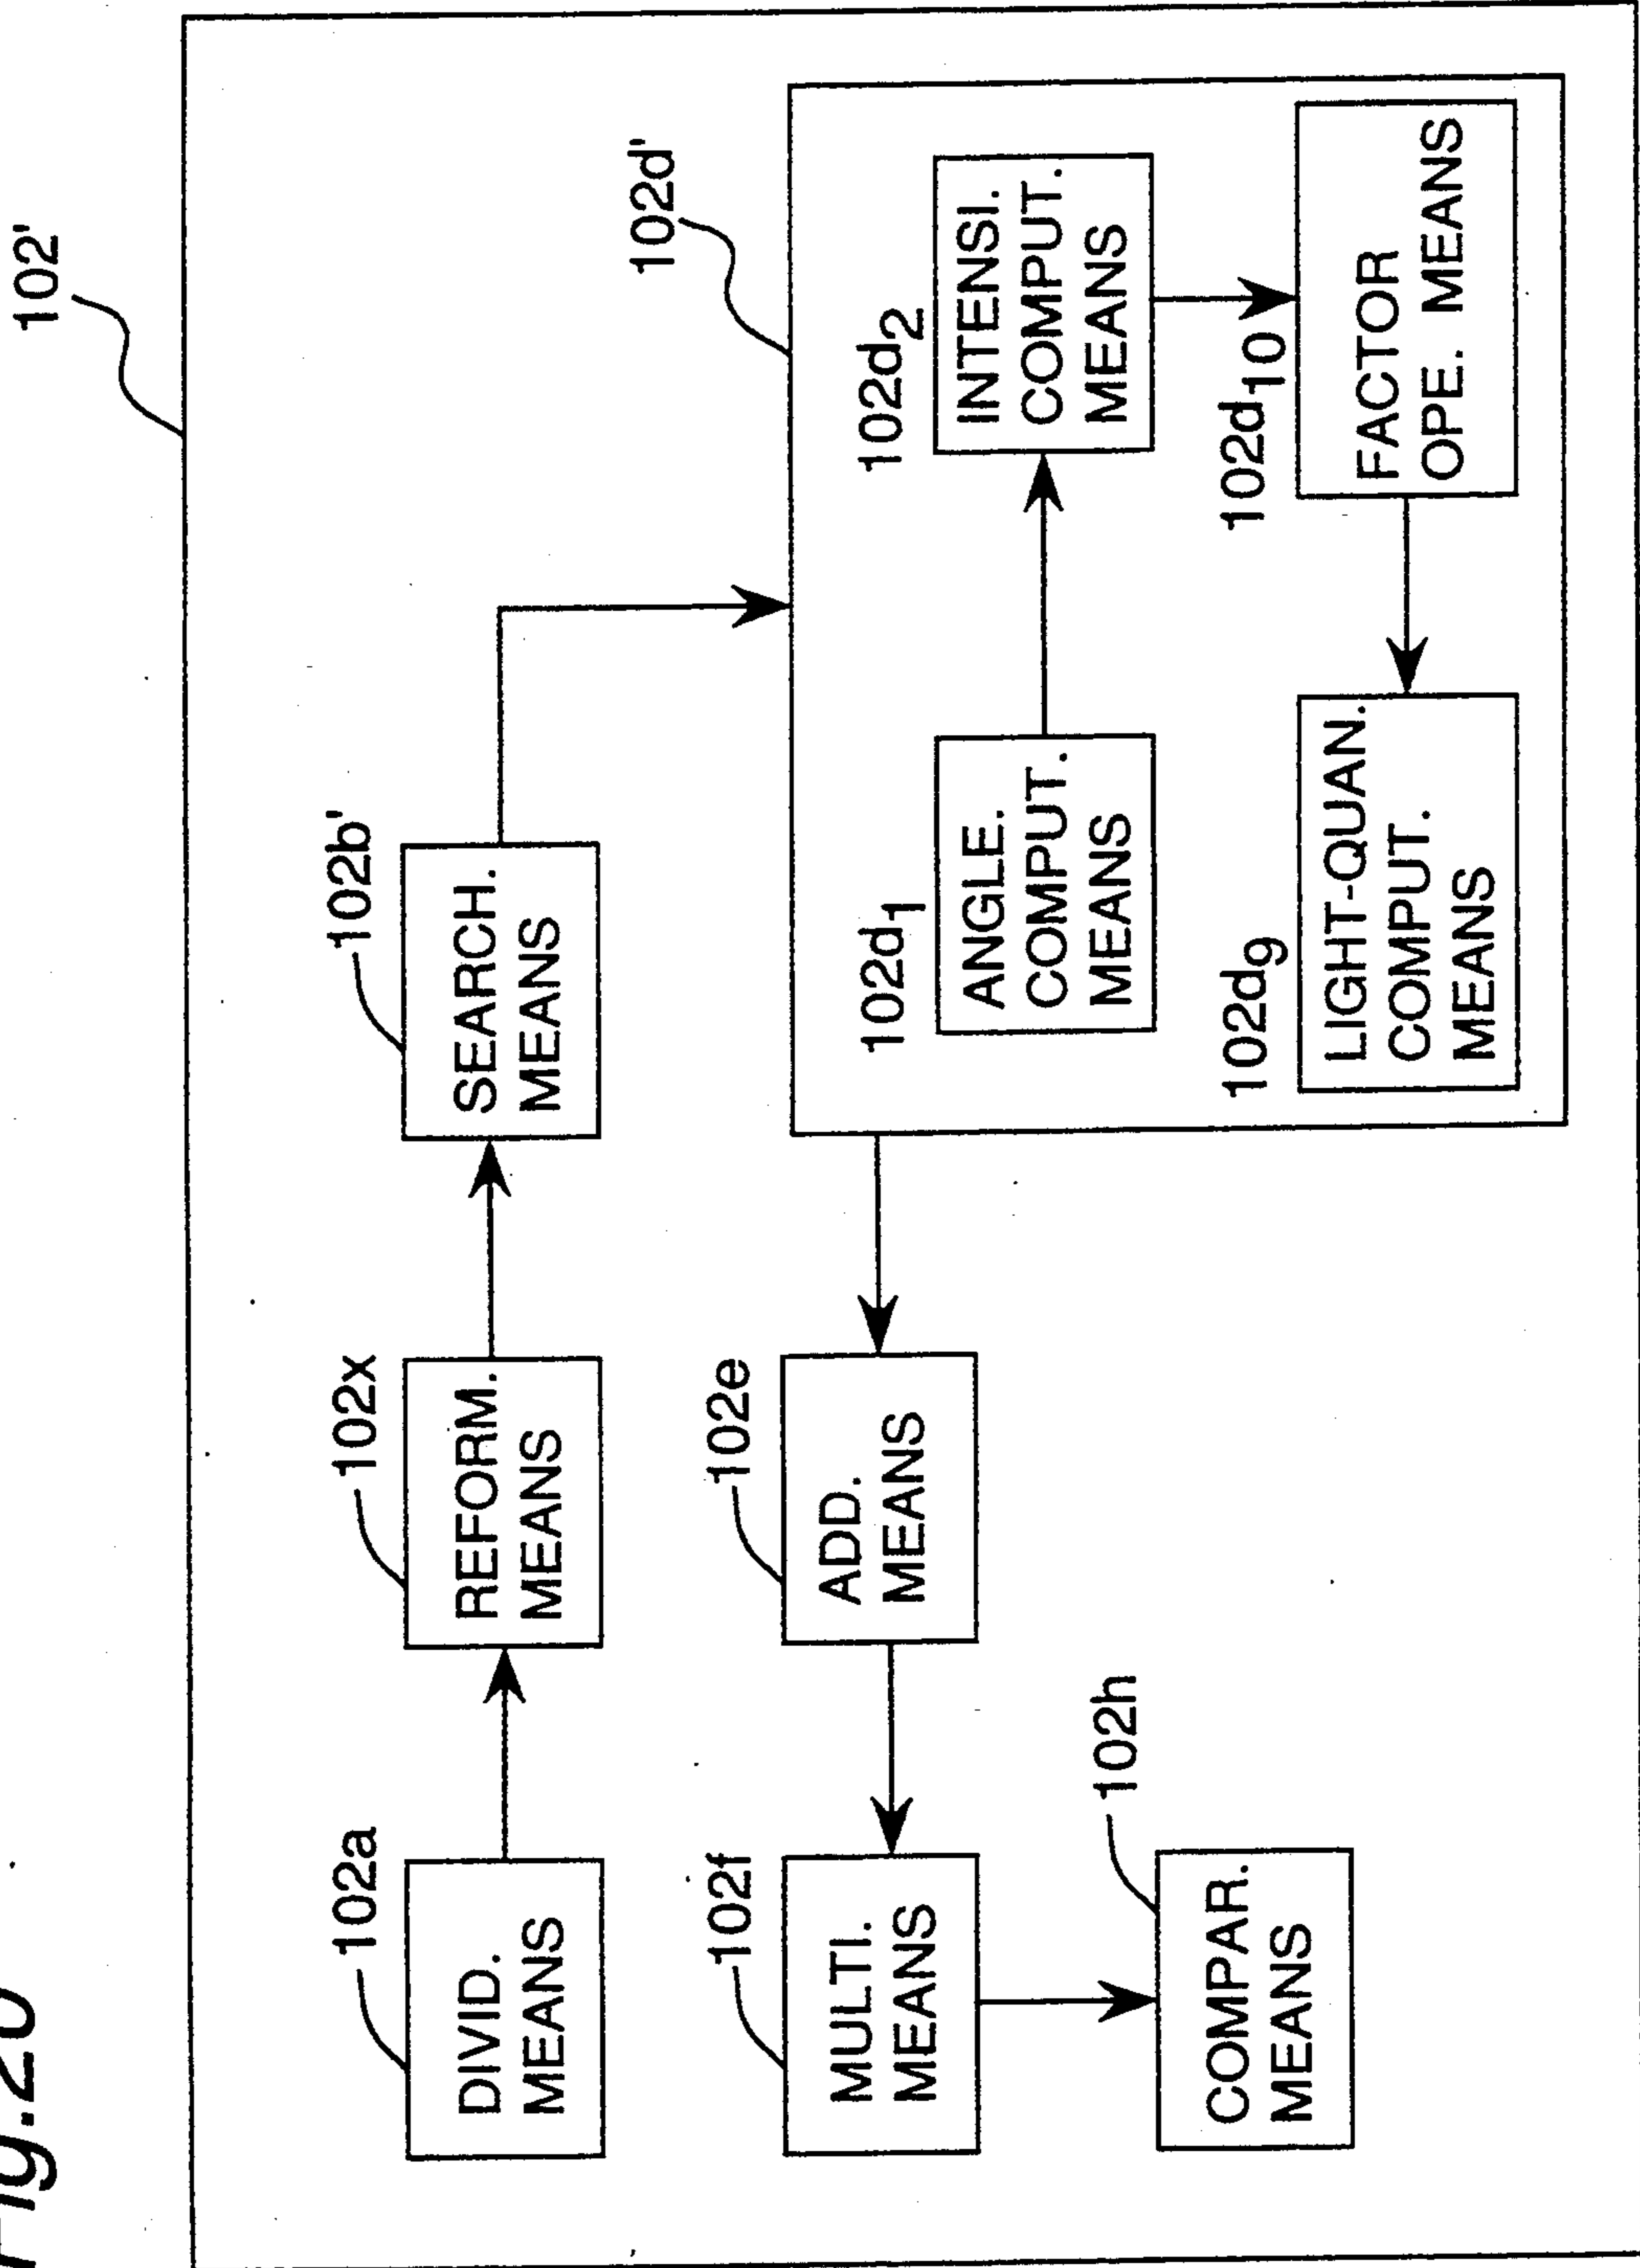 Fig.20
102'
102a
DIVID.
MEANS
102x
REFORM.
MEANS
102b'
SEARCH.
MEANS
102d'
102f
MULTI.
MEANS
102e
ADD.
MEANS
102d1
ANGLE.
COMPUT.
MEANS
102d2
INTENSI.
COMPUT.
MEANS
102h
COMPAR.
MEANS
102d9
LIGHT-QUAN.
COMPUT.
MEANS
102d10
FACTOR
OPE. MEANS